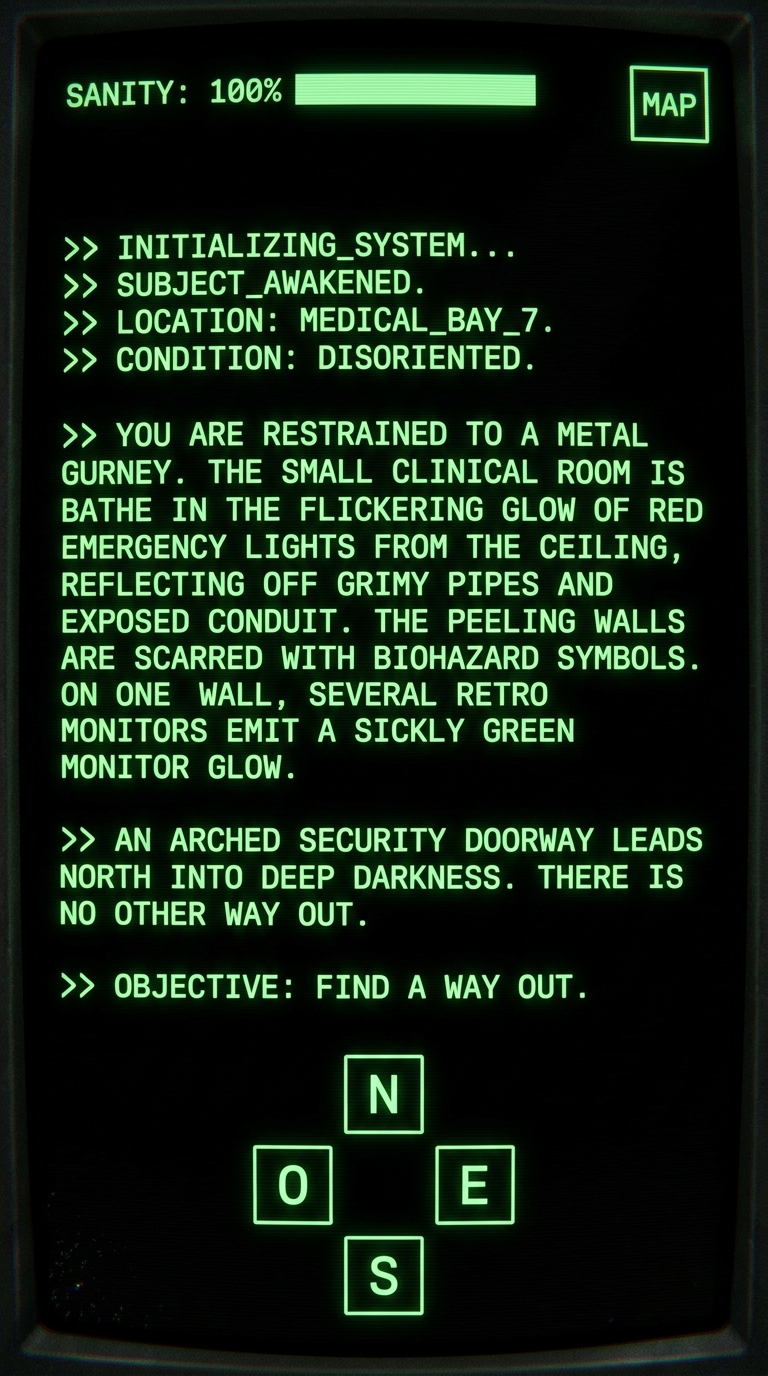 SANITY: 100%
MAP
>> INITIALIZING_SYSTEM...
>> SUBJECT_AWAKENED.
>> LOCATION: MEDICAL_BAY_7.
>> CONDITION: DISORIENTED.
>> YOU ARE RESTRAINED TO A METAL
GURNEY. THE SMALL CLINICAL ROOM IS
BATHE IN THE FLICKERING GLOW OF RED
EMERGENCY LIGHTS FROM THE CEILING,
REFLECTING OFF GRIMY PIPES AND
EXPOSED CONDUIT. THE PEELING WALLS
ARE SCARRED WITH BIOHAZARD SYMBOLS.
ON ONE  WALL, SEVERAL RETRO
MONITORS EMIT A SICKLY GREEN
MONITOR GLOW.
>> AN ARCHED SECURITY DOORWAY LEADS
NORTH INTO DEEP DARKNESS. THERE IS
NO OTHER WAY OUT.
>> OBJECTIVE: FIND A WAY OUT.
N
O E
S